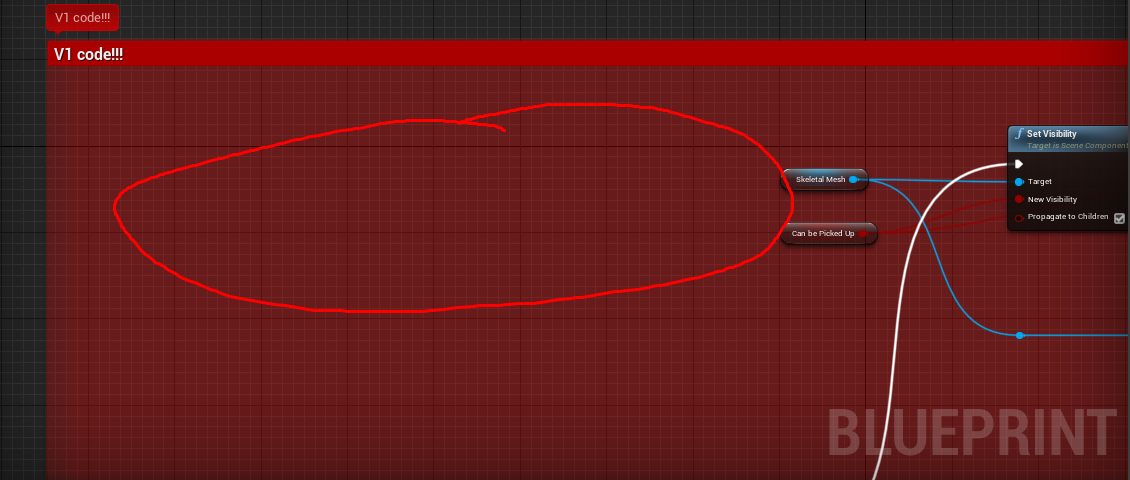 V1 code!!!
V1 code!!!
Set Visibility
Target is Scene Component
Skeletal Mesh
Target
New Visibility
Propagate to Children
Can be Picked Up
BLUEPRINT